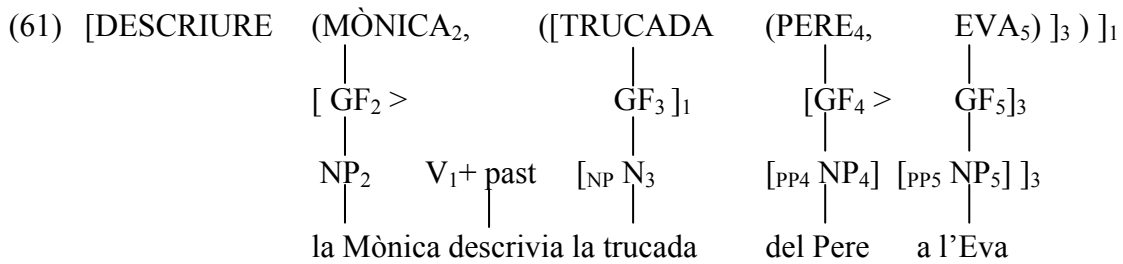 (61) [DESCRIURE (MÒNICA₂, ([TRUCADA (PERE₄, EVA₅) ]₃ ) ]₁
[ GF₂ > GF₃ ]₁ [GF₄ > GF₅]₃
NP₂ V₁+ past [NP N₃ [PP4 NP₄] [PP5 NP₅] ]₃
la Mònica descrivia la trucada del Pere a l’Eva